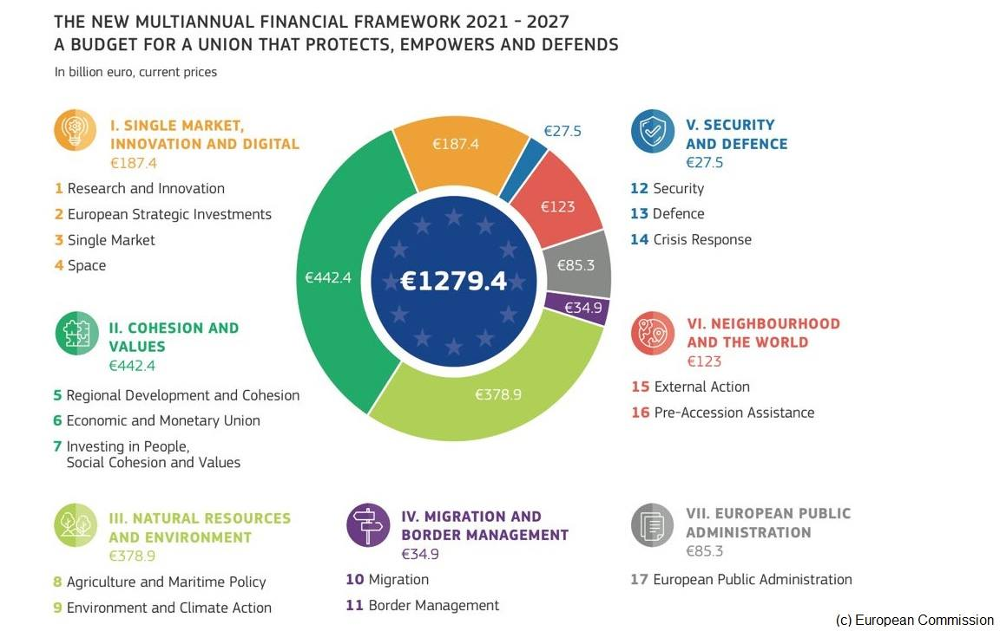 THE NEW MULTIANNUAL FINANCIAL FRAMEWORK 2021 - 2027
A BUDGET FOR A UNION THAT PROTECTS, EMPOWERS AND DEFENDS
In billion euro, current prices
I. SINGLE MARKET,
INNOVATION AND DIGITAL
€187.4
1 Research and Innovation
2 European Strategic Investments
3 Single Market
4 Space
II. COHESION AND
VALUES
€442.4
5 Regional Development and Cohesion
6 Economic and Monetary Union
7 Investing in People,
Social Cohesion and Values
III. NATURAL RESOURCES
AND ENVIRONMENT
€378.9
8 Agriculture and Maritime Policy
9 Environment and Climate Action
€187.4
€27.5
€123
€85.3
€34.9
€378.9
€442.4
€1279.4
IV. MIGRATION AND
BORDER MANAGEMENT
€34.9
10 Migration
11 Border Management
V. SECURITY
AND DEFENCE
€27.5
12 Security
13 Defence
14 Crisis Response
VI. NEIGHBOURHOOD
AND THE WORLD
€123
15 External Action
16 Pre-Accession Assistance
VII. EUROPEAN PUBLIC
ADMINISTRATION
€85.3
17 European Public Administration
(c) European Commission